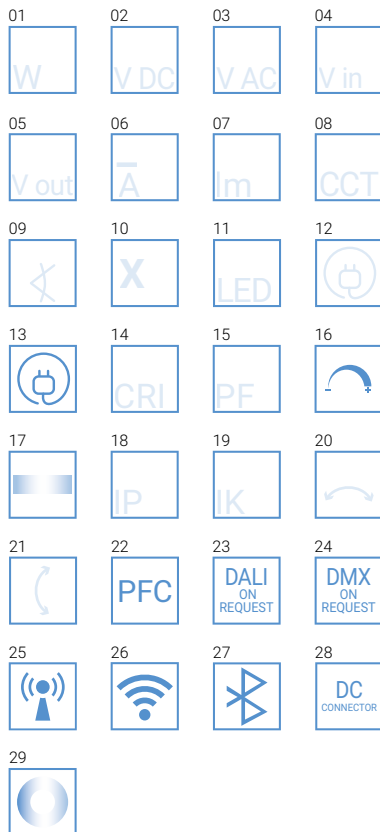 01 02 03 04
W V DC V AC V in
05 06 07 08
V out A lm CCT
09 10 11 12
X LED
13 14 15 16
CRI PF
- +
17 18 19 20
IP IK
21 22 23 24
PFC DALI DMX
ON ON
REQUEST REQUEST
25 26 27 28
DC
CONNECTOR
29